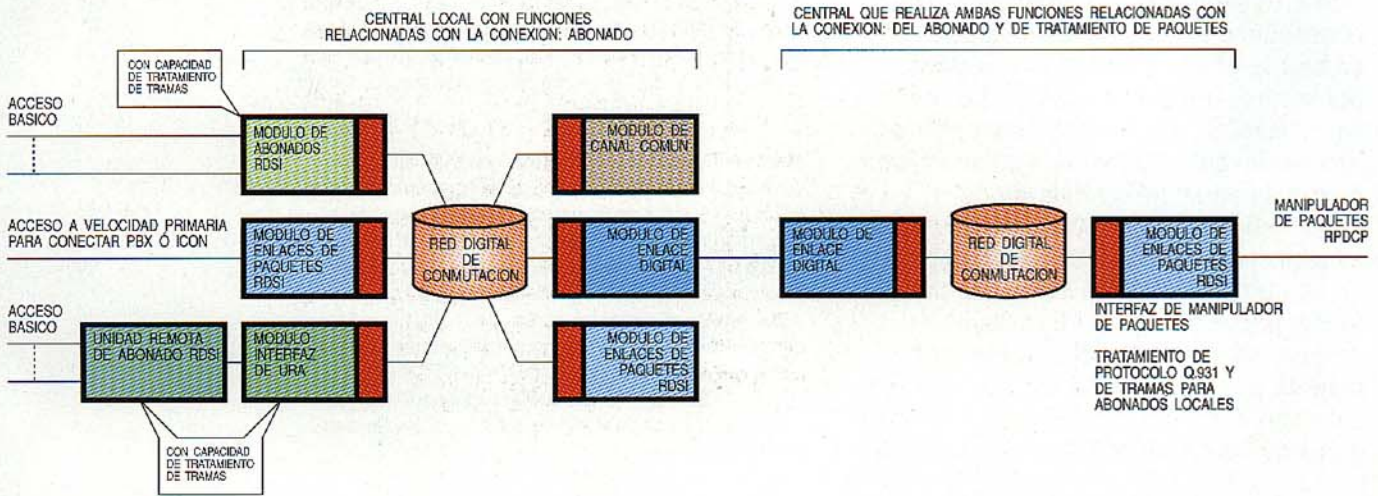 CENTRAL LOCAL CON FUNCIONES
RELACIONADAS CON LA CONEXION: ABONADO
CENTRAL QUE REALIZA AMBAS FUNCIONES RELACIONADAS CON
LA CONEXION: DEL ABONADO Y DE TRATAMIENTO DE PAQUETES
CON CAPACIDAD
DE TRATAMIENTO
DE TRAMAS
ACCESO
BASICO
MODULO DE
ABONADOS
RDSI
MODULO DE
CANAL COMUN
ACCESO A VELOCIDAD PRIMARIA
PARA CONECTAR PBX Ó ICON
MODULO DE
ENLACES DE
PAQUETES
RDSI
RED DIGITAL
DE
CONMUTACION
MODULO DE
ENLACE
DIGITAL
MODULO DE
ENLACE
DIGITAL
RED DIGITAL
DE
CONMUTACION
MODULO DE
ENLACES DE
PAQUETES
RDSI
MANIPULADOR
DE PAQUETES
RPDCP
ACCESO
BASICO
UNIDAD REMOTA
DE ABONADO RDSI
MODULO
INTERFAZ
DE URA
MODULO DE
ENLACES DE
PAQUETES
RDSI
INTERFAZ DE MANIPULADOR
DE PAQUETES
TRATAMIENTO DE
PROTOCOLO Q.931 Y
DE TRAMAS PARA
ABONADOS LOCALES
CON CAPACIDAD
DE TRATAMIENTO
DE TRAMAS